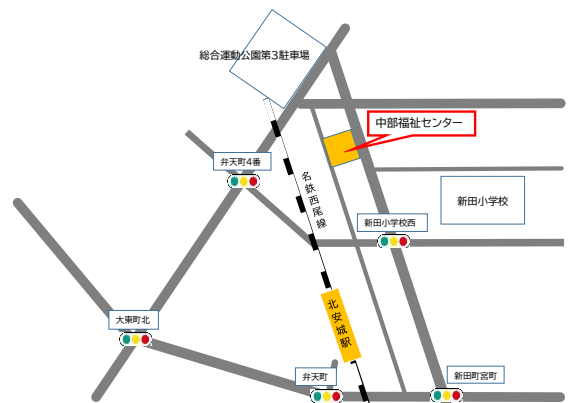 総合運動公園第3駐車場
中部福祉センター
弁天町4番
名鉄西尾線
新田小学校
新田小学校西
北安城駅
大東町北
弁天町
新田町宮町